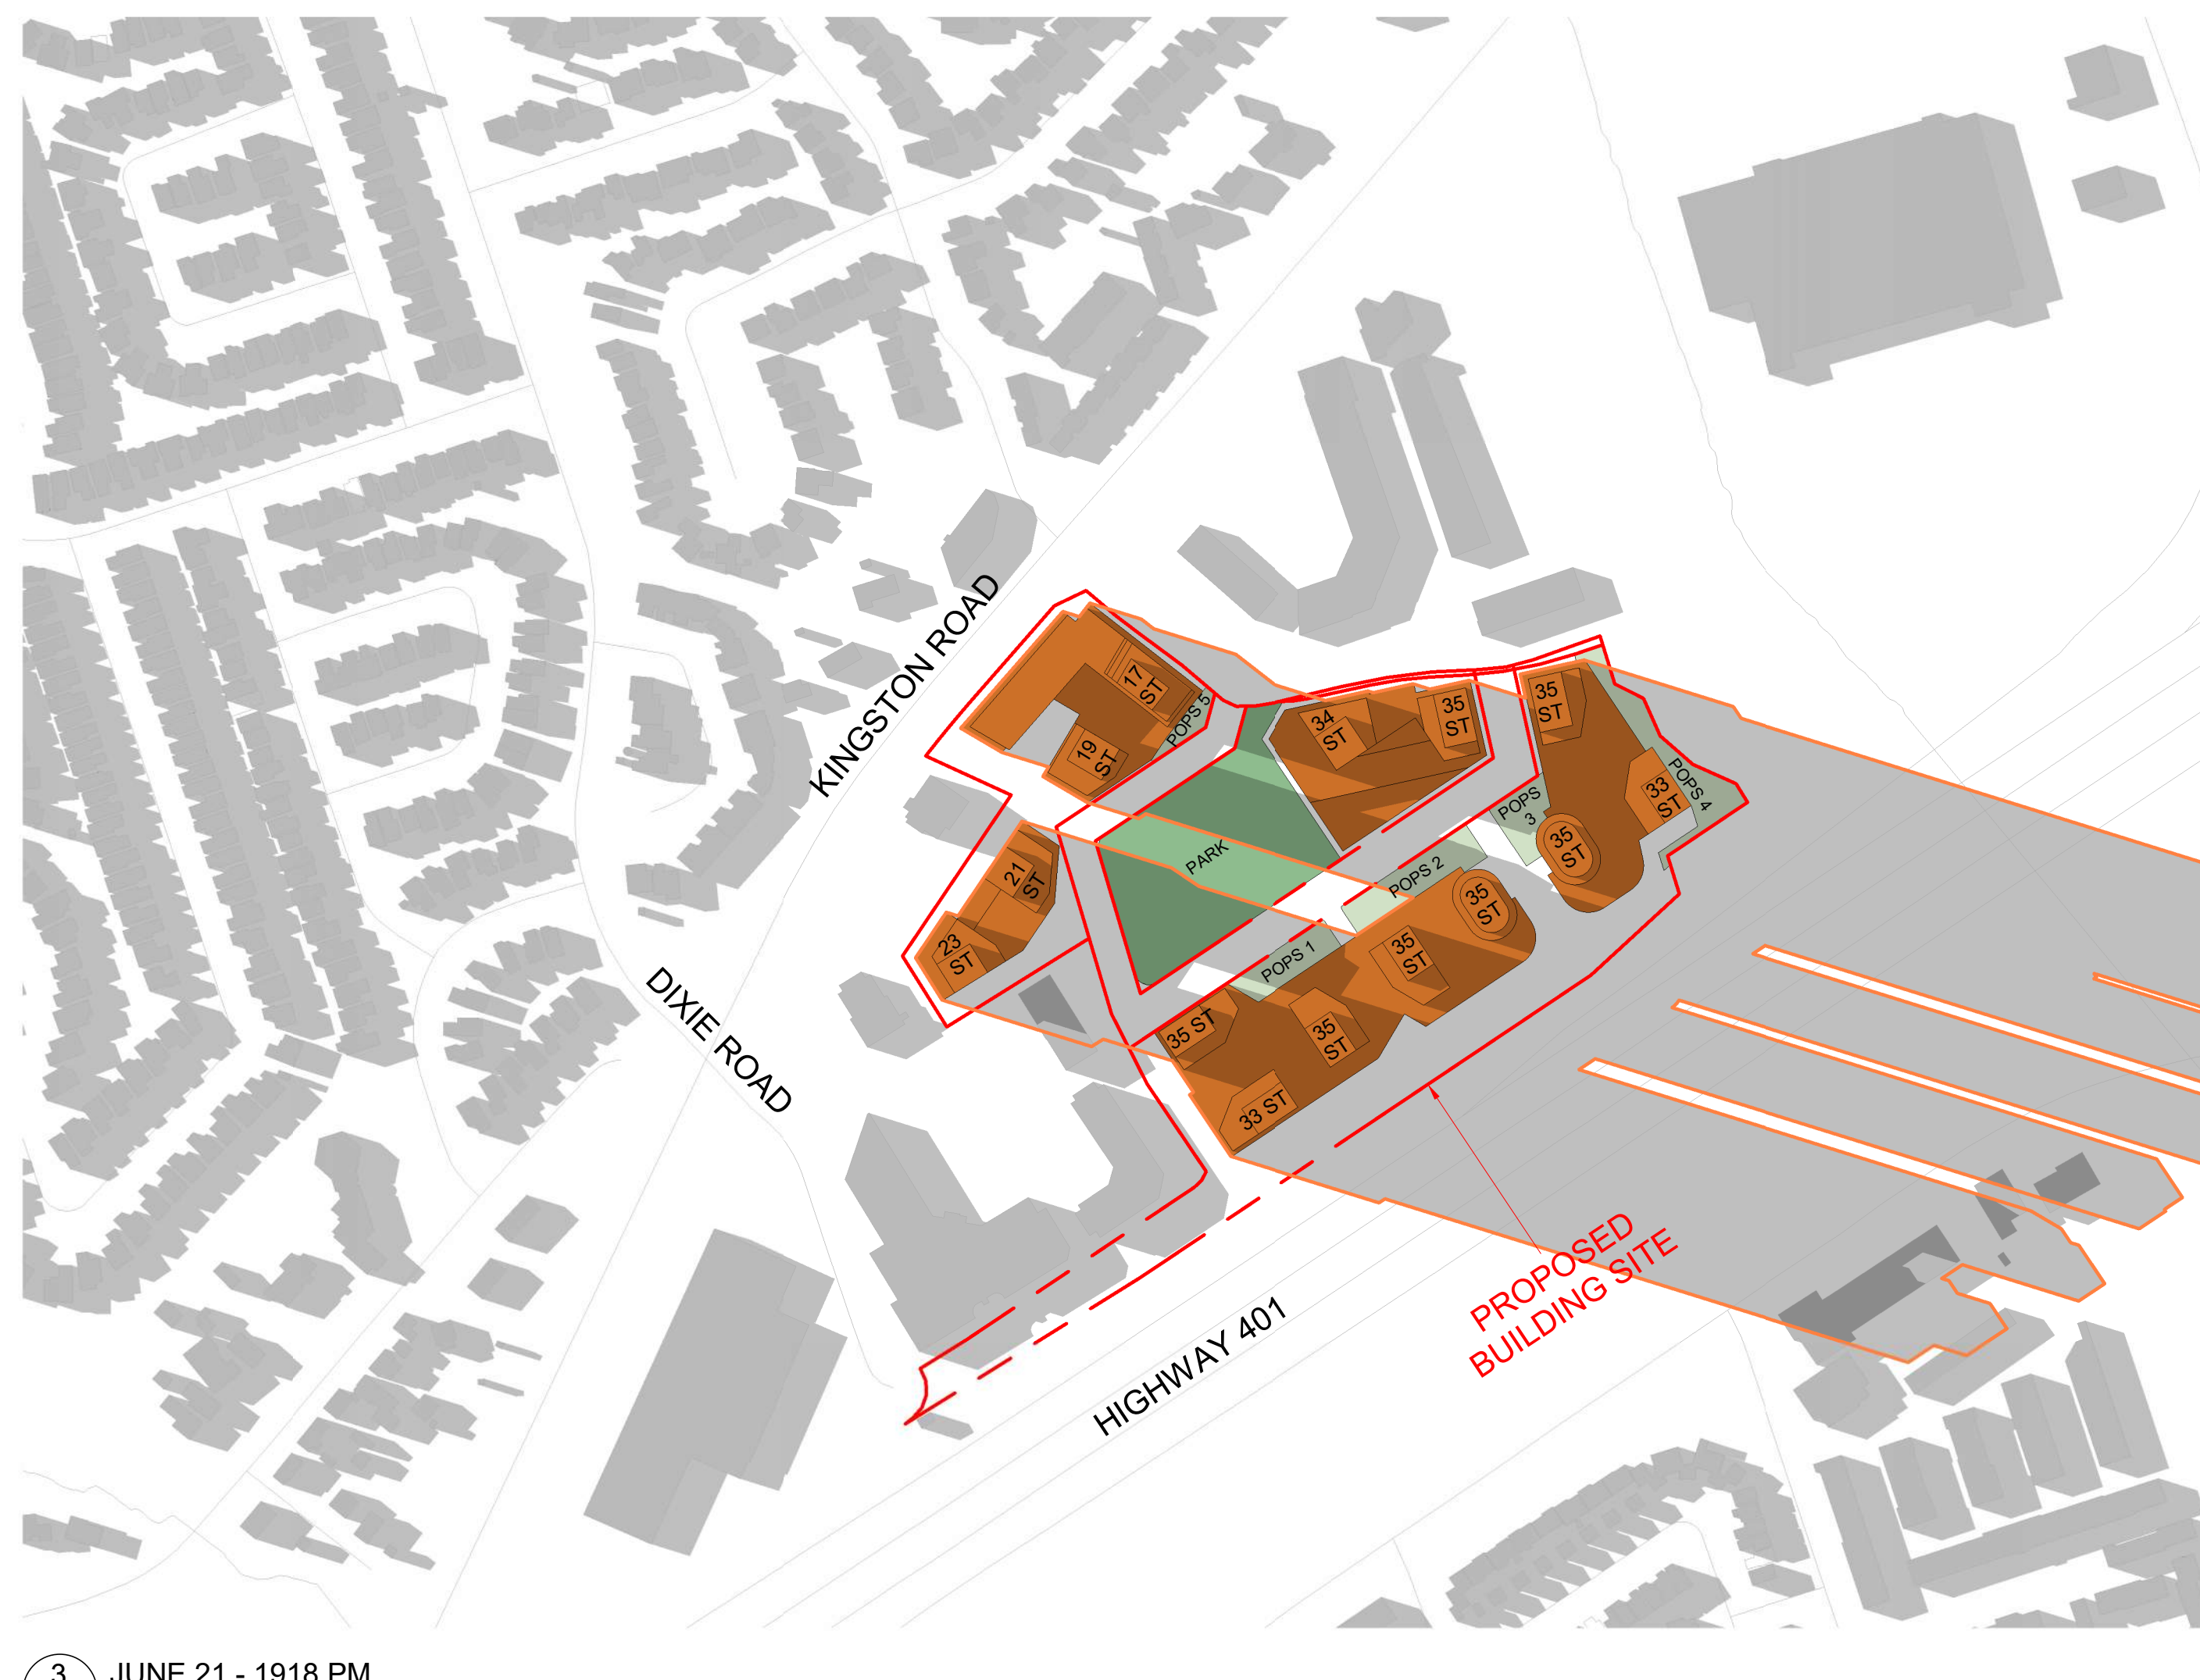 KINGSTON ROAD
17
ST
POPS 5
19
ST
34
ST
35
ST
35
ST
33
ST
POPS 4
POPS
3
35
ST
PARK
POPS 2
21
ST
23
ST
35
ST
35
ST
POPS 1
35 ST
35
ST
33 ST
DIXIE ROAD
PROPOSED
BUILDING SITE
HIGHWAY 401
3
JUNE 21 - 1918 PM